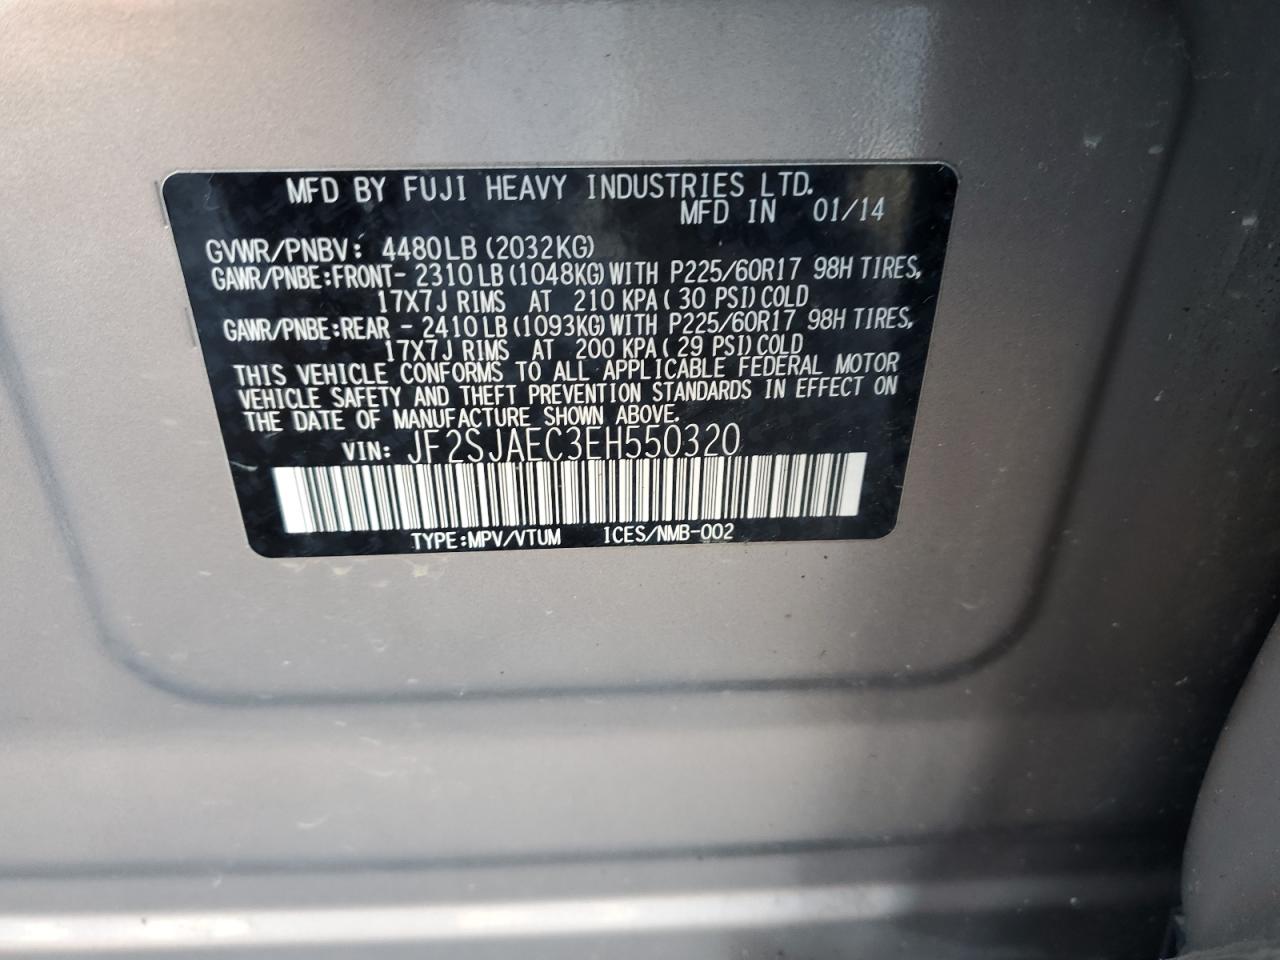 MFD BY FUJI HEAVY INDUSTRIES LTD.
MFD IN 01/14
GVWR/PNBV: 4480LB (2032KG)
GAWR/PNBE:FRONT- 2310LB(1048KG)WITH P225/60R17 98H TIRES,
17X7J RIMS AT 210 KPA( 30 PSI)COLD
GAWR/PNBE:REAR - 2410LB(1093KG)WITH P225/60R17 98H TIRES,
17X7J RIMS AT 200 KPA( 29 PSI)COLD
THIS VEHICLE CONFORMS TO ALL APPLICABLE FEDERAL MOTOR
VEHICLE SAFETY AND THEFT PREVENTION STANDARDS IN EFFECT ON
THE DATE OF MANUFACTURE SHOWN ABOVE.
VIN: JF2SJAEC3EH550320
TYPE:MPV/VTUM ICES/NMB-002